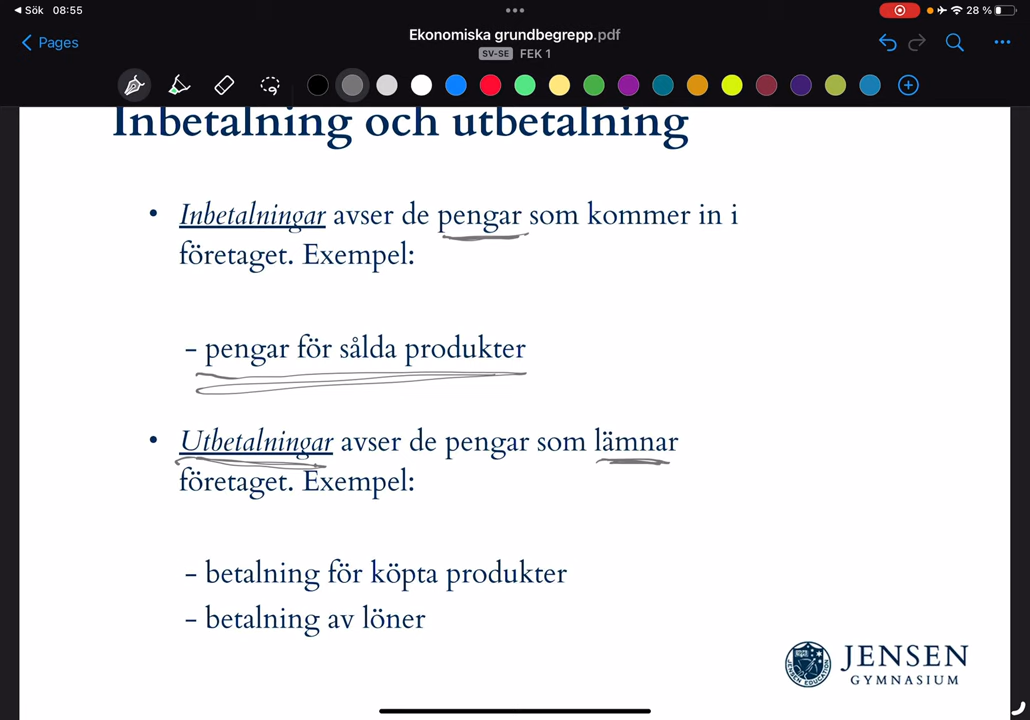 Sök 08:55
28 %
Pages
Ekonomiska grundbegrepp.pdf
SV-SE FEK 1
Inbetalning och utbetalning
• Inbetalningar avser de pengar som kommer in i
företaget. Exempel:
- pengar för sålda produkter
• Utbetalningar avser de pengar som lämnar
företaget. Exempel:
- betalning för köpta produkter
- betalning av löner
JENSEN
GYMNASIUM
JENSEN EDUCATION